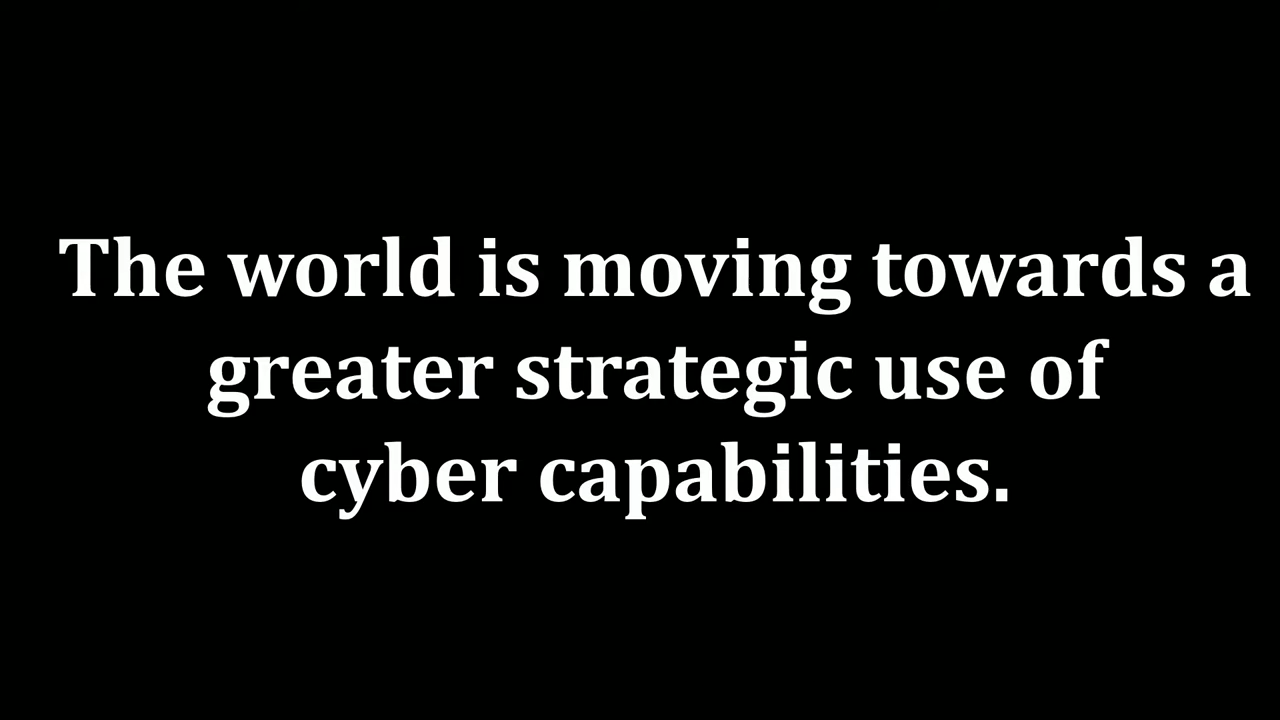 The world is moving towards a
greater strategic use of
cyber capabilities.